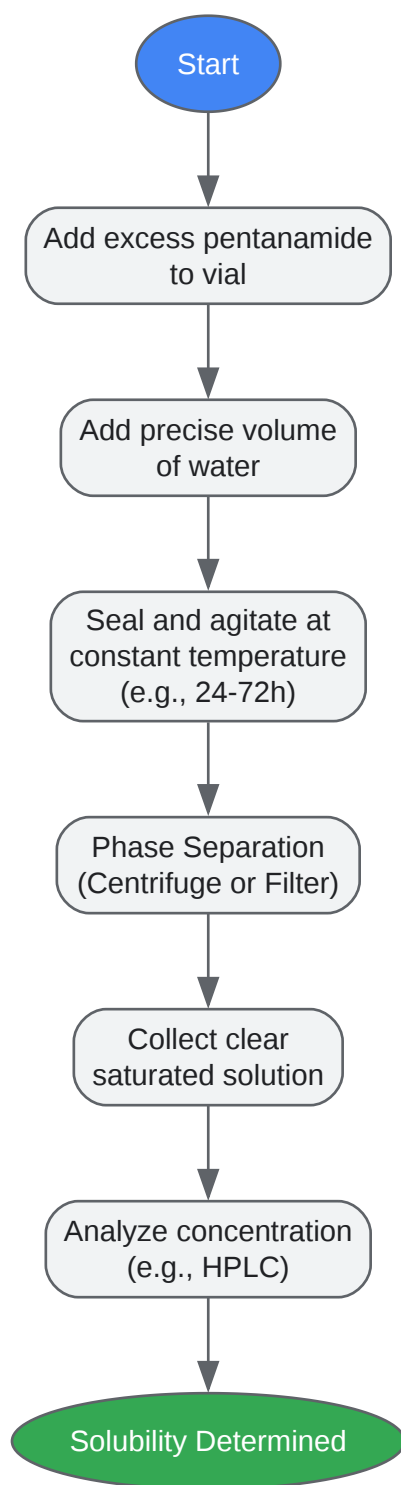 Start
Add excess pentanamide
to vial
Add precise volume
of water
Seal and agitate at
constant temperature
(e.g., 24-72h)
Phase Separation
(Centrifuge or Filter)
Collect clear
saturated solution
Analyze concentration
(e.g., HPLC)
Solubility Determined